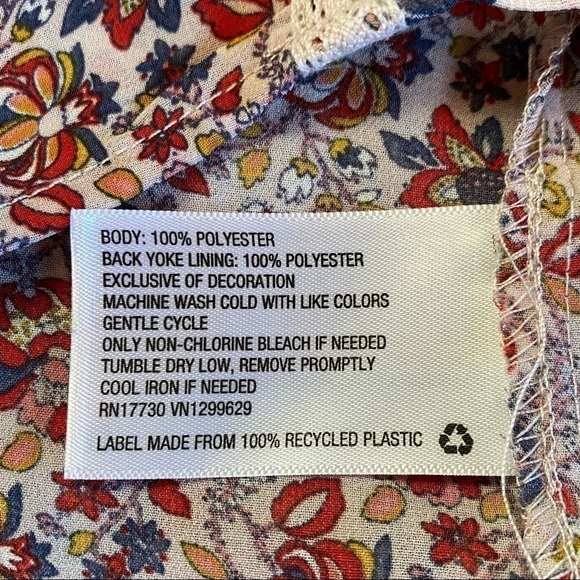 BODY: 100% POLYESTER
BACK YOKE LINING: 100% POLYESTER
EXCLUSIVE OF DECORATION
MACHINE WASH COLD WITH LIKE COLORS
GENTLE CYCLE
ONLY NON-CHLORINE BLEACH IF NEEDED
TUMBLE DRY LOW, REMOVE PROMPTLY
COOL IRON IF NEEDED
RN17730 VN1299629
LABEL MADE FROM 100% RECYCLED PLASTIC